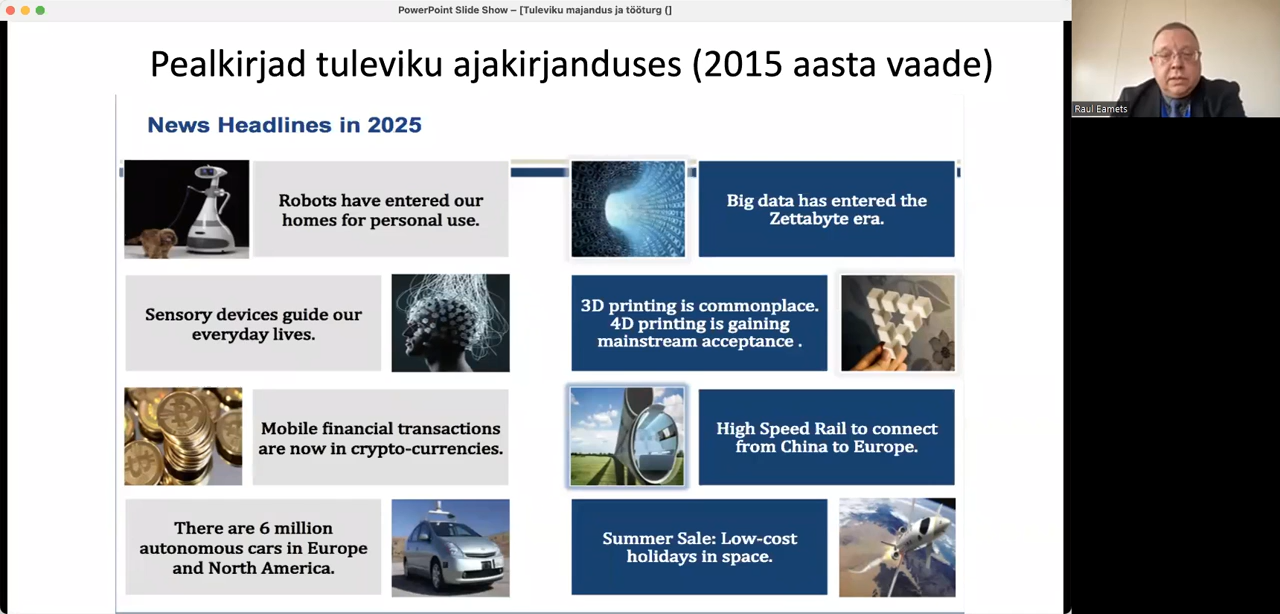 PowerPoint Slide Show – [Tuleviku majandus ja tööturg (]
Pealkirjad tuleviku ajakirjanduses (2015 aasta vaade)
News Headlines in 2025
Robots have entered our
homes for personal use.
Big data has entered the
Zettabyte era.
Sensory devices guide our
everyday lives.
3D printing is commonplace.
4D printing is gaining
mainstream acceptance .
Mobile financial transactions
are now in crypto-currencies.
High Speed Rail to connect
from China to Europe.
There are 6 million
autonomous cars in Europe
and North America.
Summer Sale: Low-cost
holidays in space.
Raul Eamets